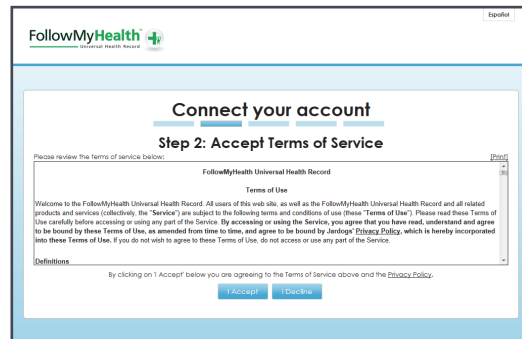 Español
FollowMyHealth
Universal Health Record
Connect your account
Step 2: Accept Terms of Service
Please review the terms of service below:
[Print]
FollowMyHealth Universal Health Record
Terms of Use
Welcome to the FollowMyHealth Universal Health Record. All users of this web site, as well as the FollowMyHealth Universal Health Record and all related
products and services (collectively, the "Service") are subject to the following terms and conditions of use (these "Terms of Use"). Please read these Terms of
Use carefully before accessing or using any part of the Service. By accessing or using the Service, you agree that you have read, understand and agree
to be bound by these Terms of Use, as amended from time to time, and agree to be bound by Jardogs' Privacy Policy, which is hereby incorporated
into these Terms of Use. If you do not wish to agree to these Terms of Use, do not access or use any part of the Service.
Definitions
By clicking on 'I Accept' below you are agreeing to the Terms of Service above and the Privacy Policy.
I Accept
I Decline